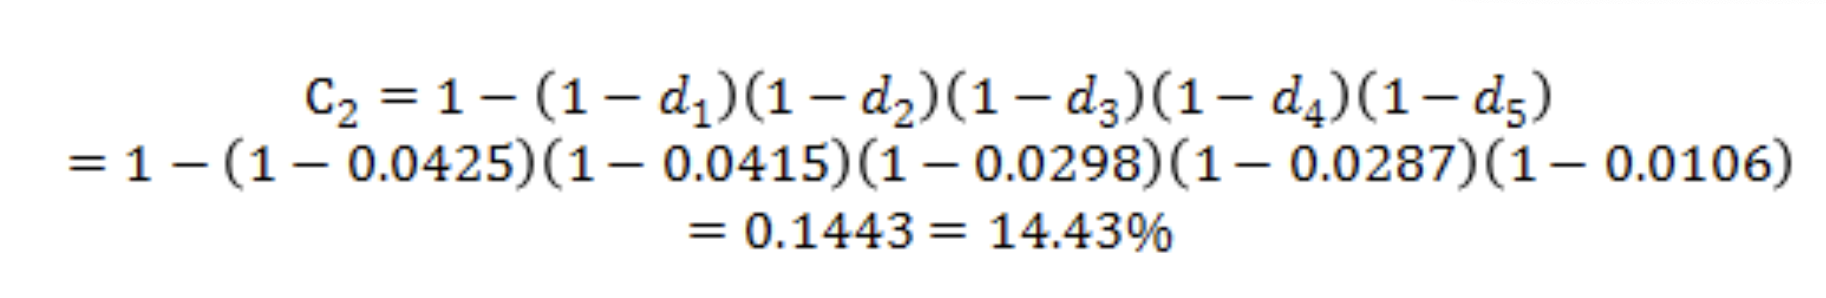 C₂ = 1 − (1 − d₁)(1 − d₂)(1 − d₃)(1 − d₄)(1 − d₅)
= 1 − (1 − 0.0425)(1 − 0.0415)(1 − 0.0298)(1 − 0.0287)(1 − 0.0106)
= 0.1443 = 14.43%